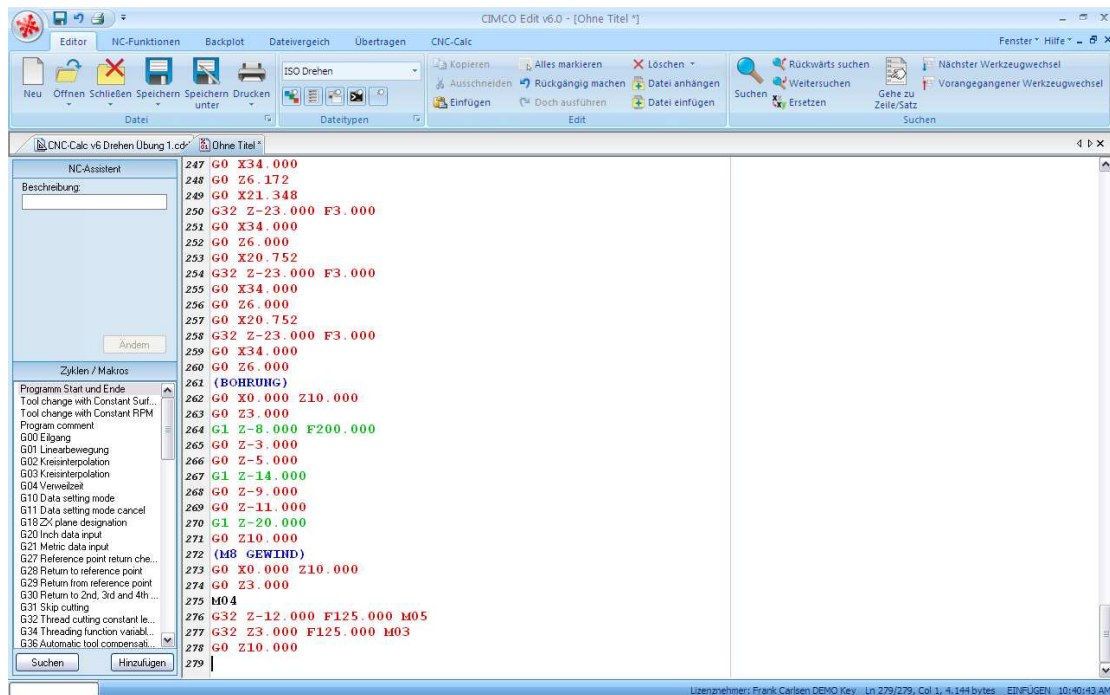 CIMCO Edit v6.0 - [Ohne Titel *]
Editor NC-Funktionen Backplot Dateivergeich Übertragen CNC-Calc Fenster Hilfe
Neu Öffnen Schließen Speichern Speichern unter Drucken
Datei
ISO Drehen
Dateitypen
Kopieren Alles markieren Löschen
Ausschneiden Rückgängig machen Datei anhängen
Einfügen Doch ausführen Datei einfügen
Edit
Suchen
Rückwärts suchen
Weitersuchen
Ersetzen
Gehe zu Zeile/Satz
Nächster Werkzeugwechsel
Vorangegangener Werkzeugwechsel
Suchen
CNC-Calc v6 Drehen Übung 1.cdd Ohne Titel *
NC-Assistent
Beschreibung:
Ändern
Zyklen / Makros
Programm Start und Ende
Tool change with Constant Surf...
Tool change with Constant RPM
Program comment
G00 Eilgang
G01 Linearbewegung
G02 Kreisinterpolation
G03 Kreisinterpolation
G04 Verweilzeit
G10 Data setting mode
G11 Data setting mode cancel
G18 ZX plane designation
G20 Inch data input
G21 Metric data input
G27 Reference point return che...
G28 Return to reference point
G29 Return from reference point
G30 Return to 2nd, 3rd and 4th ...
G31 Skip cutting
G32 Thread cutting constant le...
G34 Threading function variabl...
G36 Automatic tool compensati...
Suchen Hinzufügen
247 G0 X34.000
248 G0 Z6.172
249 G0 X21.348
250 G32 Z-23.000 F3.000
251 G0 X34.000
252 G0 Z6.000
253 G0 X20.752
254 G32 Z-23.000 F3.000
255 G0 X34.000
256 G0 Z6.000
257 G0 X20.752
258 G32 Z-23.000 F3.000
259 G0 X34.000
260 G0 Z6.000
261 (BOHRUNG)
262 G0 X0.000 Z10.000
263 G0 Z3.000
264 G1 Z-8.000 F200.000
265 G0 Z-3.000
266 G0 Z-5.000
267 G1 Z-14.000
268 G0 Z-9.000
269 G0 Z-11.000
270 G1 Z-20.000
271 G0 Z10.000
272 (M8 GEWIND)
273 G0 X0.000 Z10.000
274 G0 Z3.000
275 M04
276 G32 Z-12.000 F125.000 M05
277 G32 Z3.000 F125.000 M03
278 G0 Z10.000
279
Lizenznehmer: Frank Carlsen DEMO Key Ln 279/279, Col 1, 4.144 bytes EINFÜGEN 10:40:43 AM